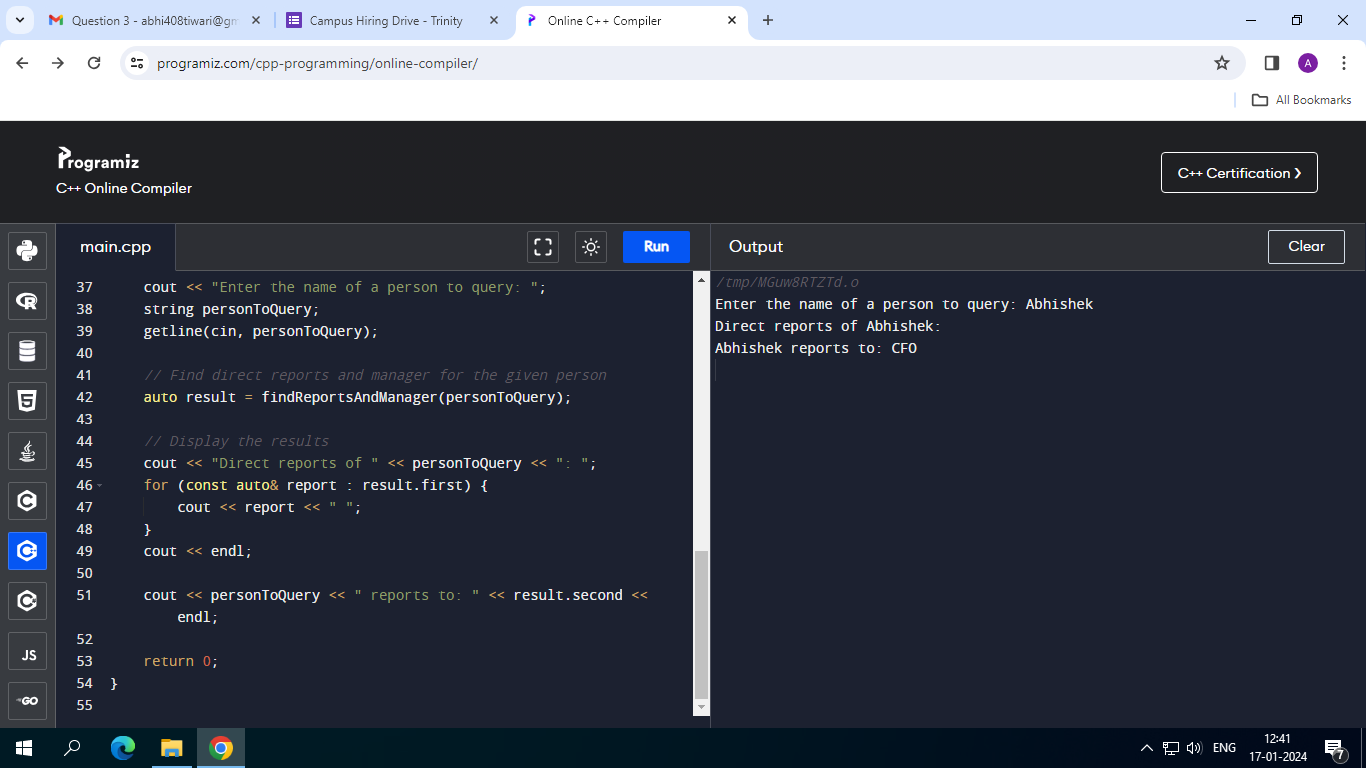 Question 3 - abhi408tiwari@gm
Campus Hiring Drive - Trinity
Online C++ Compiler
programiz.com/cpp-programming/online-compiler/
A
All Bookmarks
Programiz
C++ Online Compiler
C++ Certification ❯
main.cpp
Run
Output
Clear
37 cout << "Enter the name of a person to query: ";
38 string personToQuery;
39 getline(cin, personToQuery);
40
41 // Find direct reports and manager for the given person
42 auto result = findReportsAndManager(personToQuery);
43
44 // Display the results
45 cout << "Direct reports of " << personToQuery << ": ";
46 for (const auto& report : result.first) {
47 cout << report << " ";
48 }
49 cout << endl;
50
51 cout << personToQuery << " reports to: " << result.second <<
endl;
52
53 return 0;
54 }
55
/tmp/MGuw8RTZTd.o
Enter the name of a person to query: Abhishek
Direct reports of Abhishek:
Abhishek reports to: CFO
JS
GO
ENG
12:41
17-01-2024
7